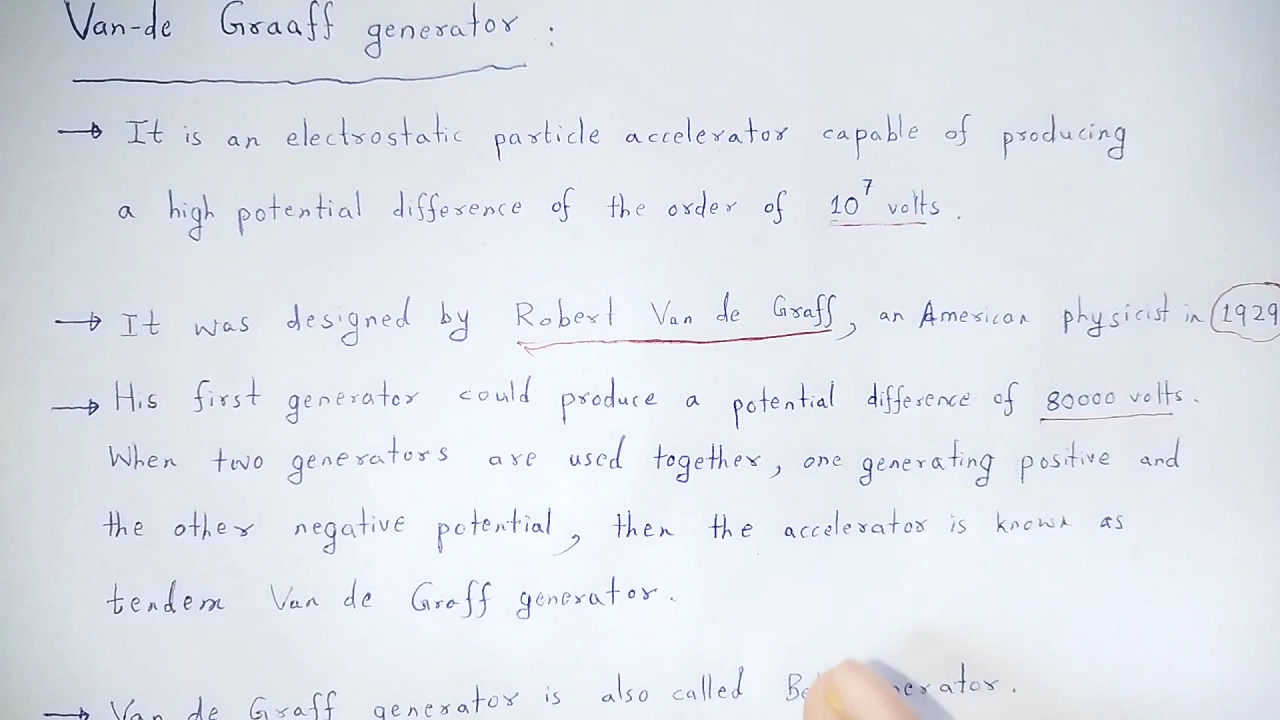 Van-de Graaff generator :
→ It is an electrostatic particle accelerator capable of producing
a high potential difference of the order of 10⁷ volts .
→ It was designed by Robert Van de Graff, an American physicist in 1929
→ His first generator could produce a potential difference of 80000 volts.
When two generators are used together, one generating positive and
the other negative potential, then the accelerator is known as
tendem Van de Graff generator.
→ Van de Graff generator is also called